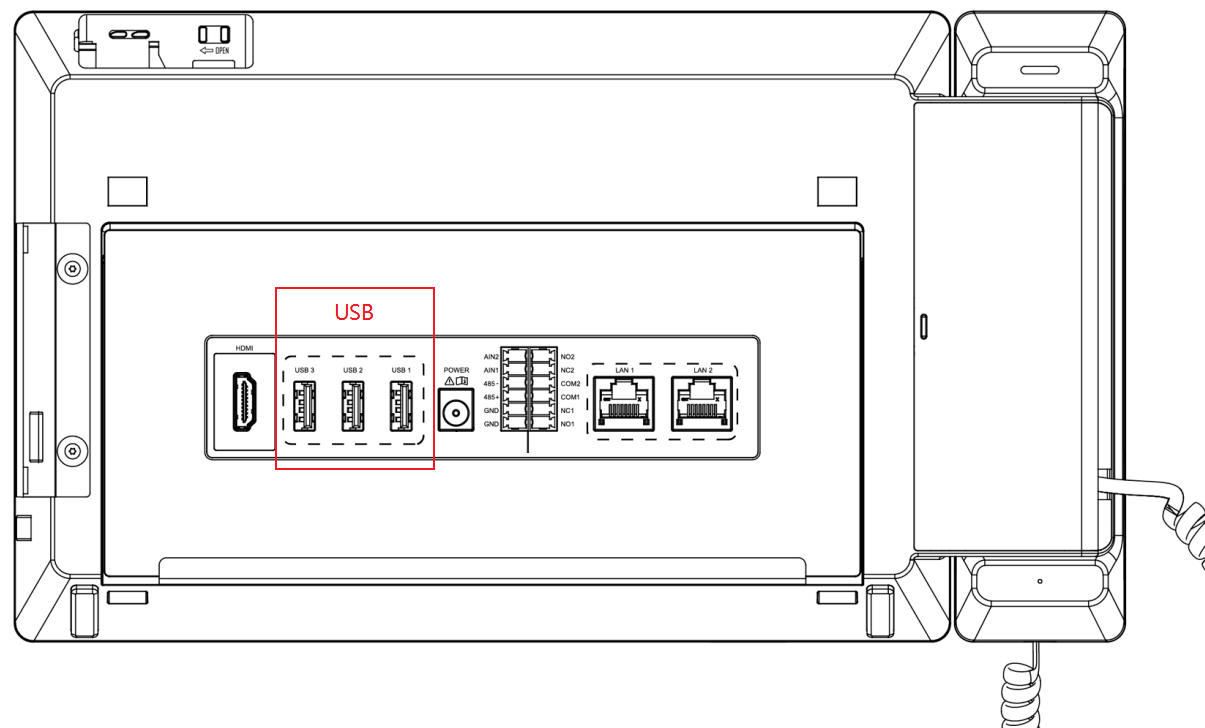 OPEN
USB
HDMI
USB 3
USB 2
USB 1
POWER
AIN2
AIN1
485-
485+
GND
GND
NO2
NC2
COM2
COM1
NC1
NO1
LAN 1
LAN 2